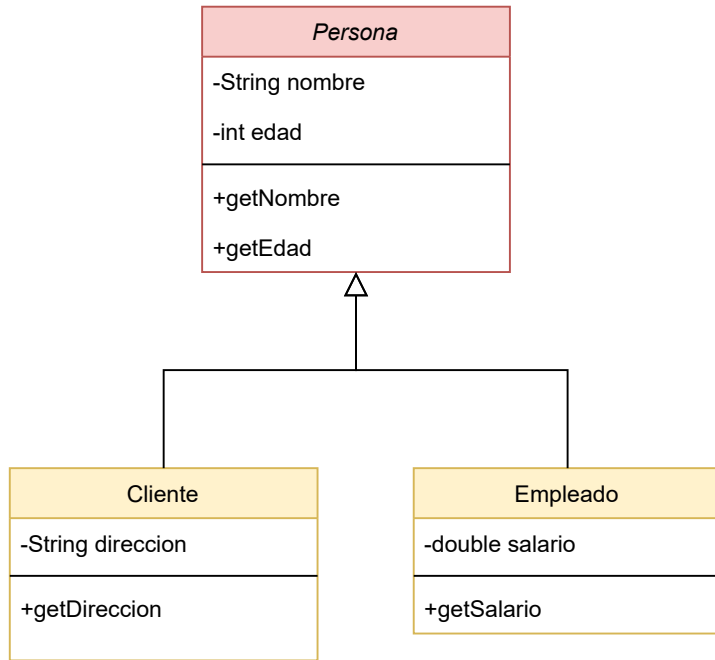 Persona
-String nombre
-int edad
+getNombre
+getEdad
Cliente
-String direccion
+getDireccion
Empleado
-double salario
+getSalario